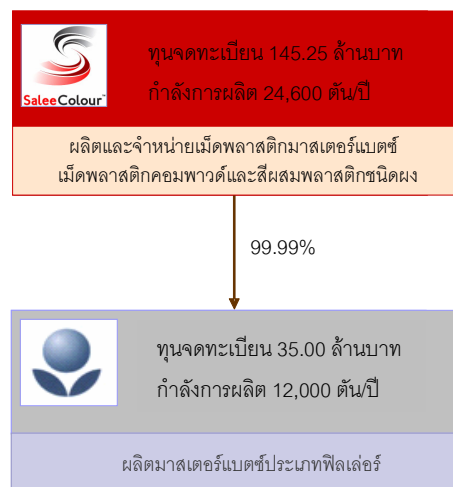 SaleeColour™
ทุนจดทะเบียน 145.25 ล้านบาท
กำลังการผลิต 24,600 ตัน/ปี
ผลิตและจำหน่ายเม็ดพลาสติกมาสเตอร์แบตซ์
เม็ดพลาสติกคอมพาวด์และสีผสมพลาสติกชนิดผง
99.99%
ทุนจดทะเบียน 35.00 ล้านบาท
กำลังการผลิต 12,000 ตัน/ปี
ผลิตมาสเตอร์แบตซ์ประเภทฟิลเล่อร์